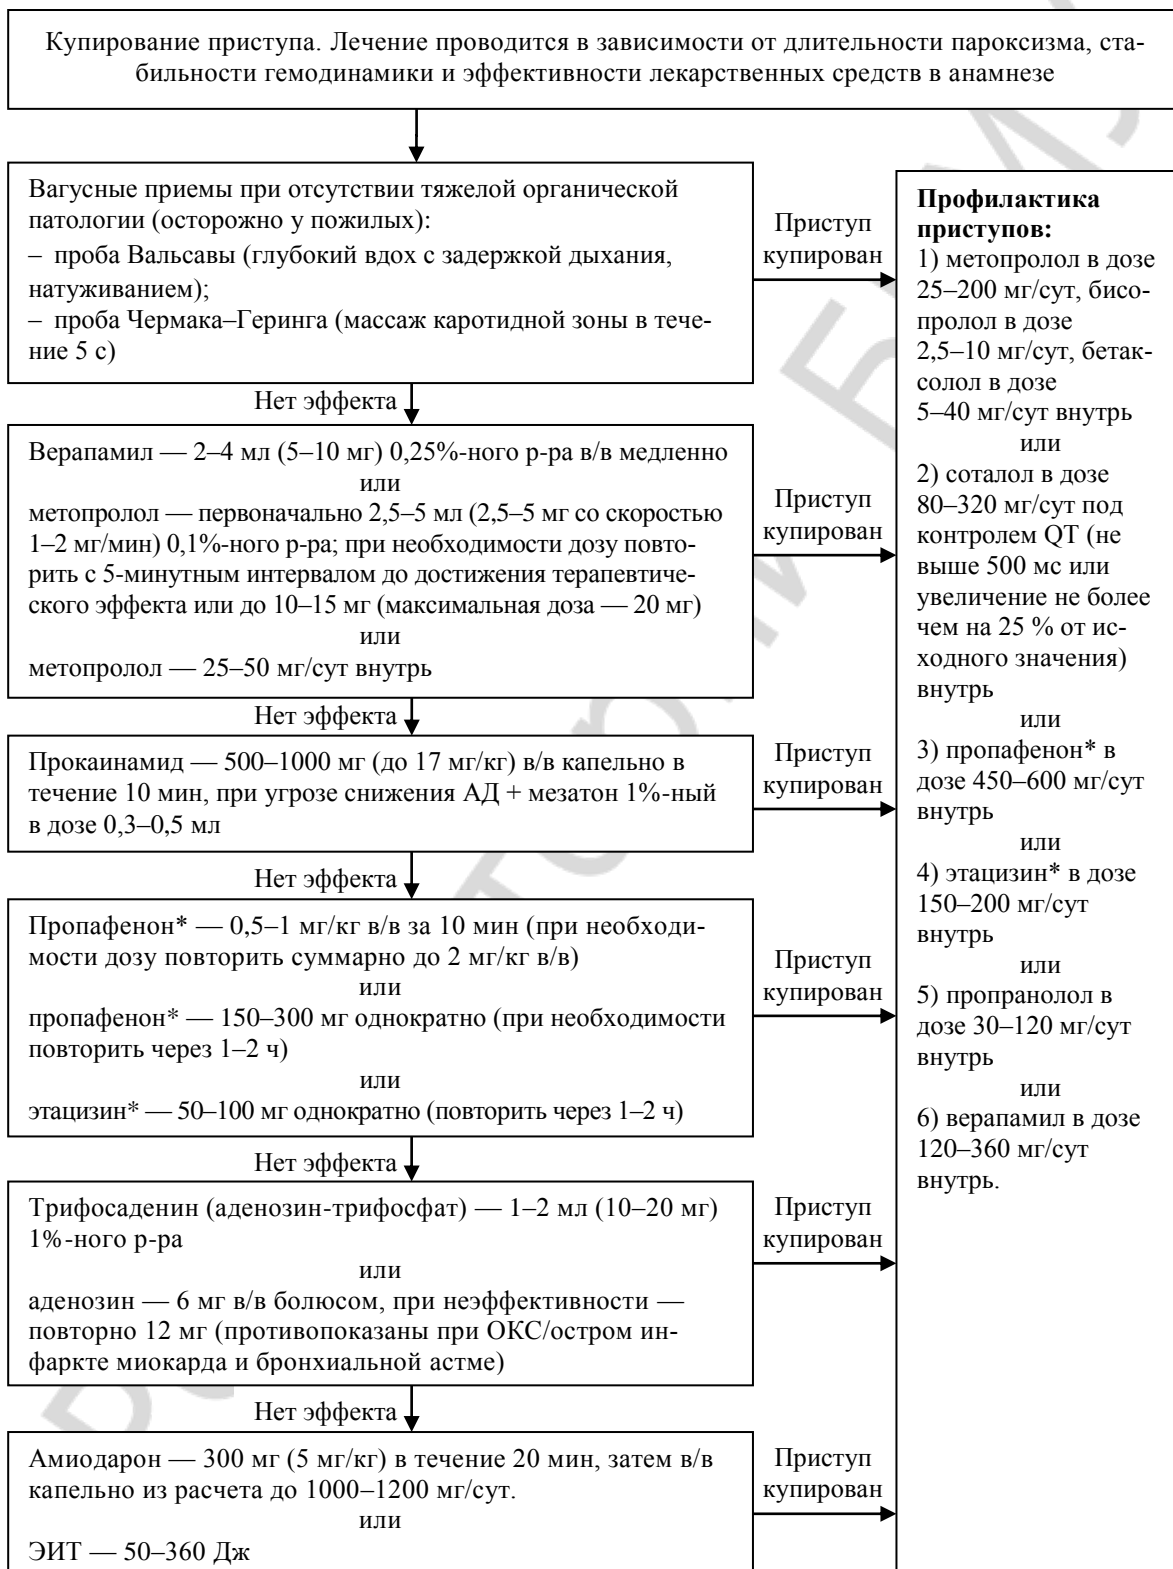 Купирование приступа. Лечение проводится в зависимости от длительности пароксизма, ста-
бильности гемодинамики и эффективности лекарственных средств в анамнезе
Вагусные приемы при отсутствии тяжелой органической
патологии (осторожно у пожилых):
– проба Вальсавы (глубокий вдох с задержкой дыхания,
натуживанием);
– проба Чермака–Геринга (массаж каротидной зоны в тече-
ние 5 с)
Приступ
купирован
Нет эффекта
Верапамил — 2–4 мл (5–10 мг) 0,25%-ного р-ра в/в медленно
или
метопролол — первоначально 2,5–5 мл (2,5–5 мг со скоростью
1–2 мг/мин) 0,1%-ного р-ра; при необходимости дозу повто-
рить с 5-минутным интервалом до достижения терапевтиче-
ского эффекта или до 10–15 мг (максимальная доза — 20 мг)
или
метопролол — 25–50 мг/сут внутрь
Приступ
купирован
Нет эффекта
Прокаинамид — 500–1000 мг (до 17 мг/кг) в/в капельно в
течение 10 мин, при угрозе снижения АД + мезатон 1%-ный
в дозе 0,3–0,5 мл
Приступ
купирован
Нет эффекта
Пропафенон* — 0,5–1 мг/кг в/в за 10 мин (при необходи-
мости дозу повторить суммарно до 2 мг/кг в/в)
или
пропафенон* — 150–300 мг однократно (при необходимости
повторить через 1–2 ч)
или
этацизин* — 50–100 мг однократно (повторить через 1–2 ч)
Приступ
купирован
Нет эффекта
Трифосаденин (аденозин-трифосфат) — 1–2 мл (10–20 мг)
1%-ного р-ра
или
аденозин — 6 мг в/в болюсом, при неэффективности —
повторно 12 мг (противопоказаны при ОКС/остром ин-
фаркте миокарда и бронхиальной астме)
Приступ
купирован
Нет эффекта
Амиодарон — 300 мг (5 мг/кг) в течение 20 мин, затем в/в
капельно из расчета до 1000–1200 мг/сут.
или
ЭИТ — 50–360 Дж
Приступ
купирован
Профилактика
приступов:
1) метопролол в дозе
25–200 мг/сут, бисо-
пролол в дозе
2,5–10 мг/сут, бетак-
солол в дозе
5–40 мг/сут внутрь
или
2) соталол в дозе
80–320 мг/сут под
контролем QT (не
выше 500 мс или
увеличение не более
чем на 25 % от ис-
ходного значения)
внутрь
или
3) пропафенон* в
дозе 450–600 мг/сут
внутрь
или
4) этацизин* в дозе
150–200 мг/сут
внутрь
или
5) пропранолол в
дозе 30–120 мг/сут
внутрь
или
6) верапамил в дозе
120–360 мг/сут
внутрь.